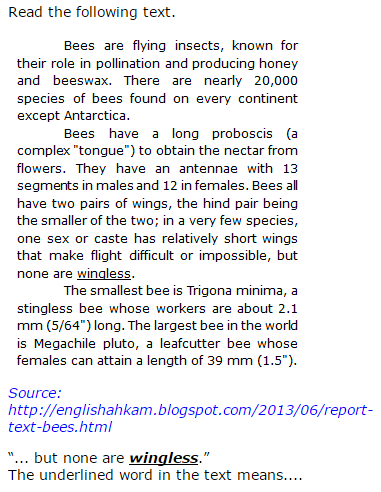 Read the following text.
Bees are flying insects, known for
their role in pollination and producing honey
and beeswax. There are nearly 20,000
species of bees found on every continent
except Antarctica.
Bees have a long proboscis (a
complex "tongue") to obtain the nectar from
flowers. They have an antennae with 13
segments in males and 12 in females. Bees all
have two pairs of wings, the hind pair being
the smaller of the two; in a very few species,
one sex or caste has relatively short wings
that make flight difficult or impossible, but
none are wingless.
The smallest bee is Trigona minima, a
stingless bee whose workers are about 2.1
mm (5/64") long. The largest bee in the world
is Megachile pluto, a leafcutter bee whose
females can attain a length of 39 mm (1.5").
Source:
http://englishahkam.blogspot.com/2013/06/report-
text-bees.html
“... but none are wingless.”
The underlined word in the text means....